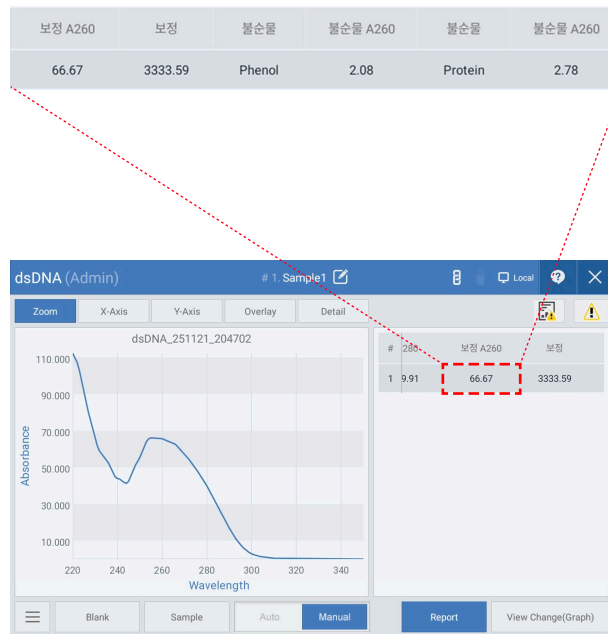 보정 A260 보정 불순물 불순물 A260 불순물 불순물 A260
66.67 3333.59 Phenol 2.08 Protein 2.78
dsDNA (Admin) # 1. Sample1 Local
Zoom X-Axis Y-Axis Overlay Detail
dsDNA_251121_204702
# 280 보정 A260 보정
1 9.91 66.67 3333.59
110.000
90.000
70.000
50.000
30.000
10.000
Absorbance
220 240 260 280 300 320 340
Wavelength
Blank Sample Auto Manual Report View Change(Graph)